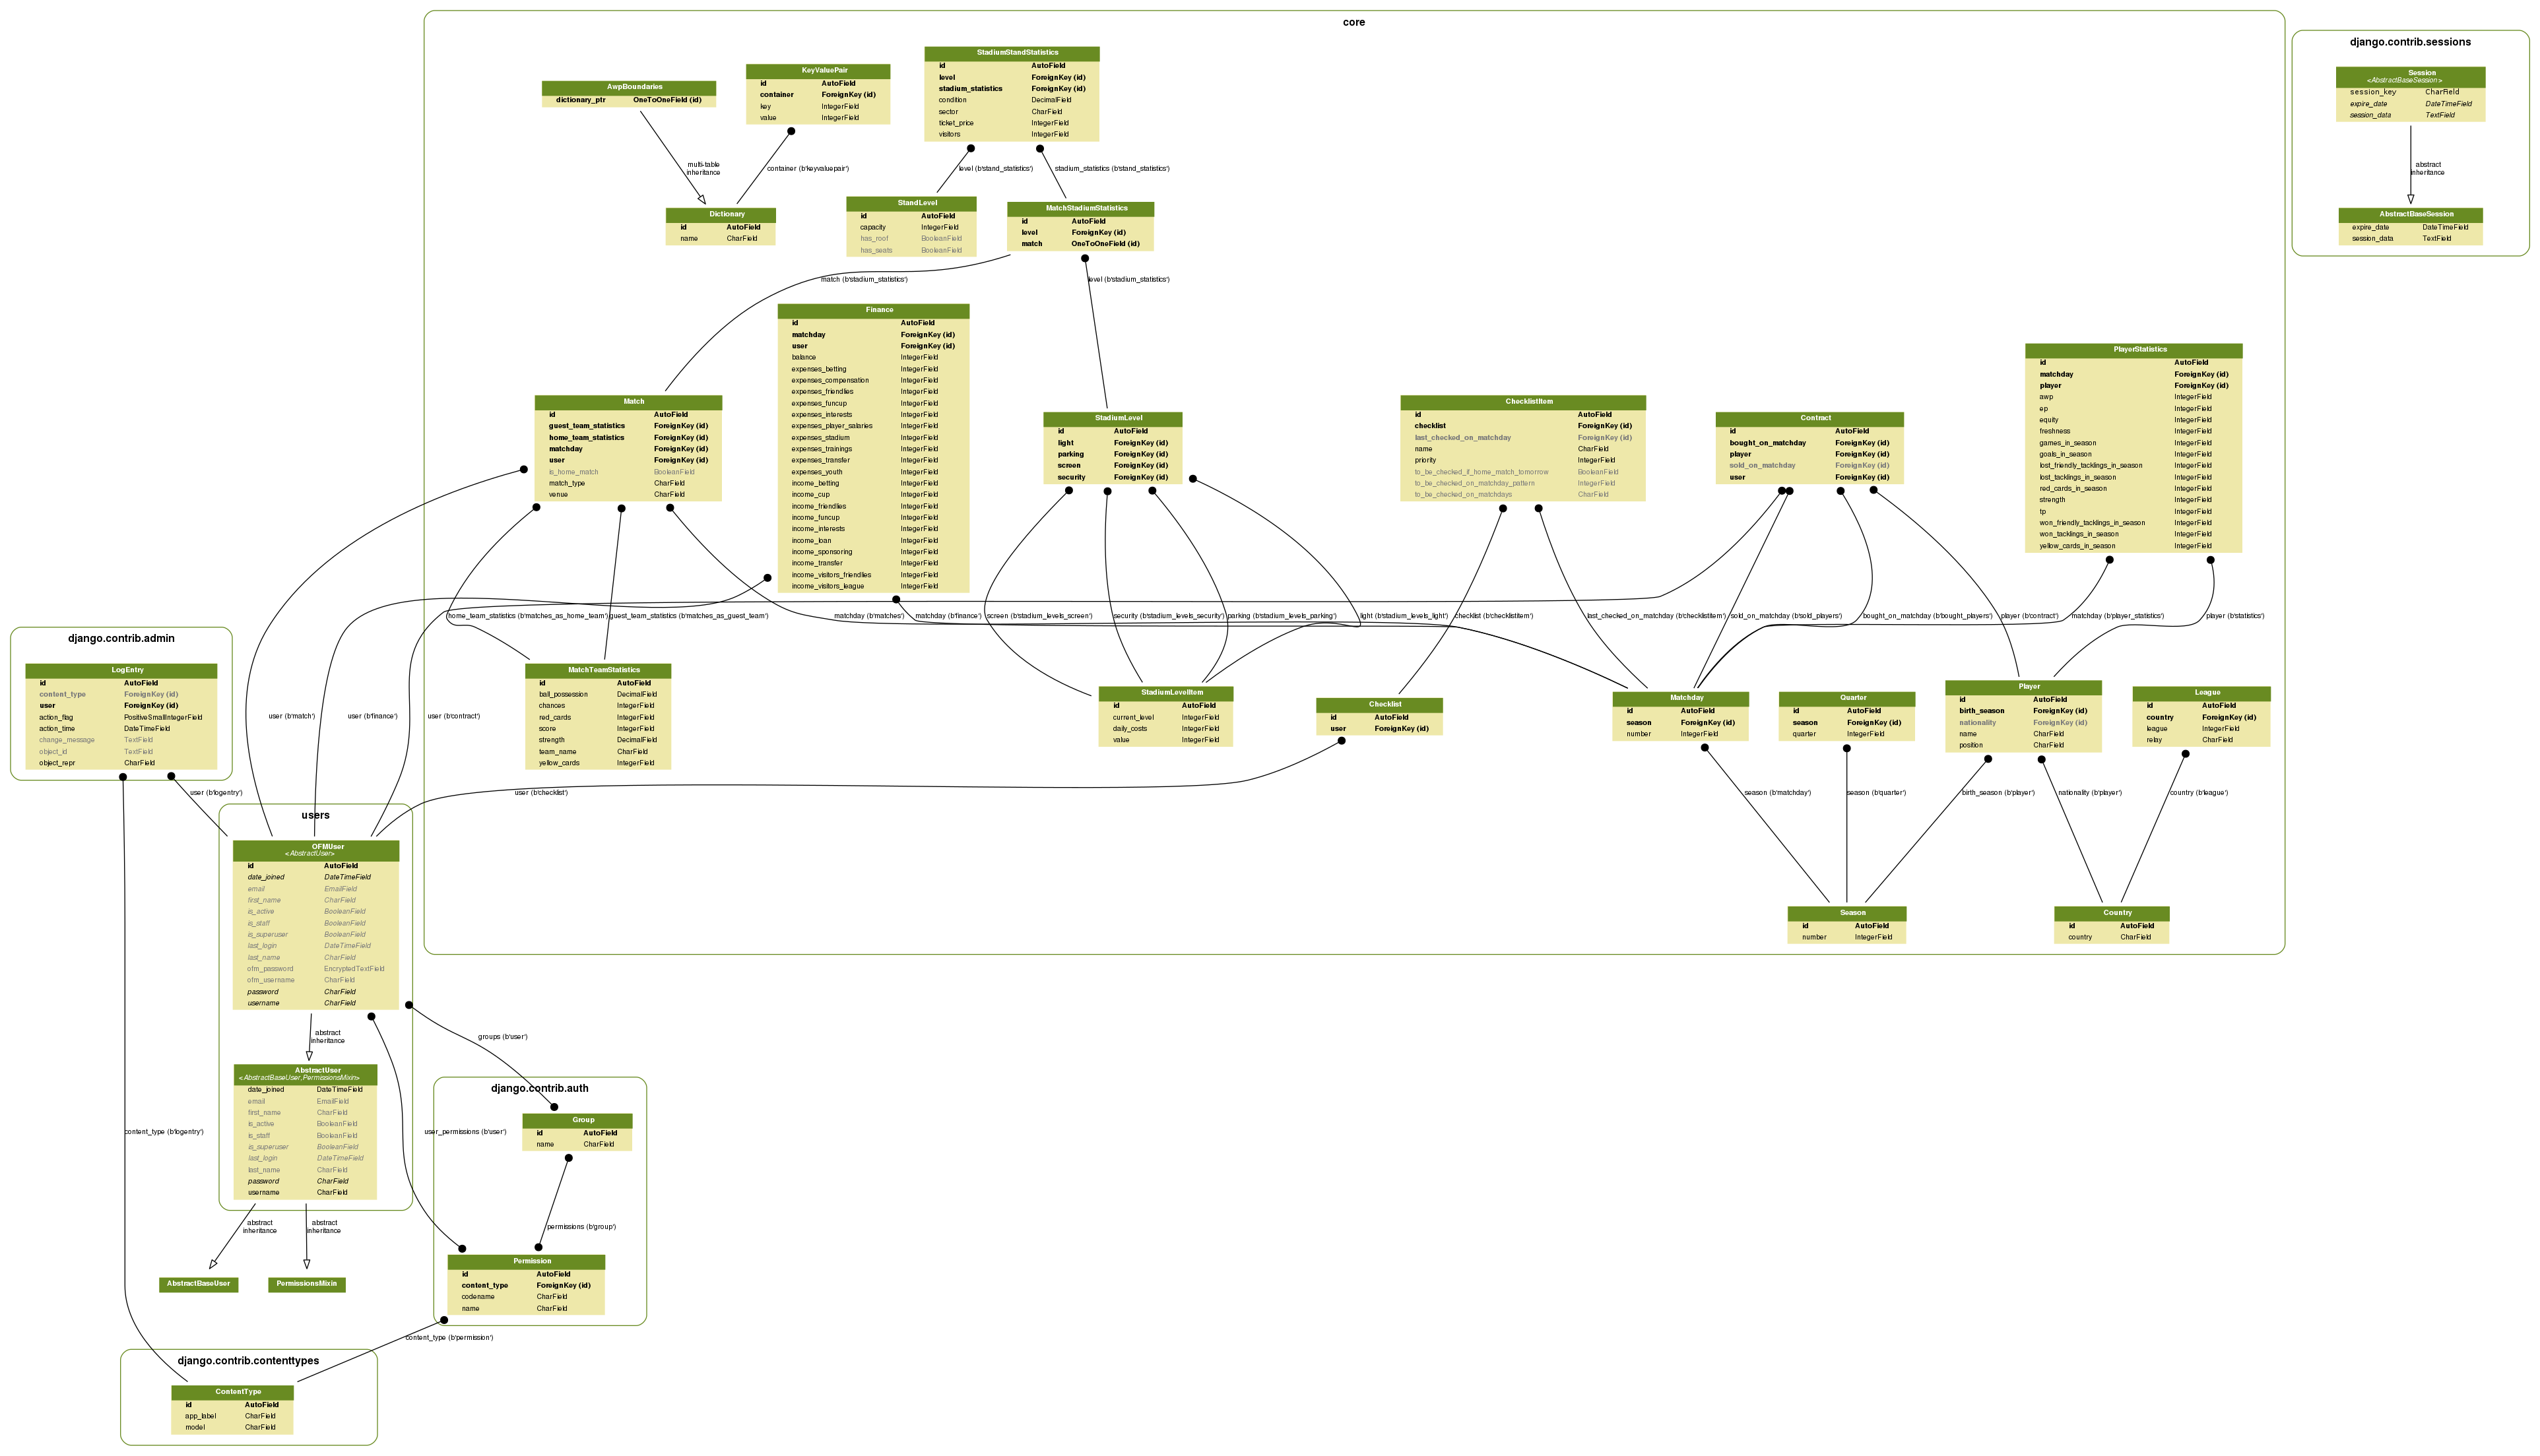 core
StadiumStandStatistics
id AutoField
level ForeignKey (id)
stadium_statistics ForeignKey (id)
condition DecimalField
sector CharField
ticket_price IntegerField
visitors IntegerField
KeyValuePair
id AutoField
container ForeignKey (id)
key IntegerField
value IntegerField
AwpBoundaries
dictionary_ptr OneToOneField (id)
multi-table
inheritance
container (b'keyvaluepair')
level (b'stand_statistics')
stadium_statistics (b'stand_statistics')
Dictionary
id AutoField
name CharField
StandLevel
id AutoField
capacity IntegerField
has_roof BooleanField
has_seats BooleanField
MatchStadiumStatistics
id AutoField
level ForeignKey (id)
match OneToOneField (id)
match (b'stadium_statistics')
level (b'stadium_statistics')
Finance
id AutoField
matchday ForeignKey (id)
user ForeignKey (id)
balance IntegerField
expenses_betting IntegerField
expenses_compensation IntegerField
expenses_friendlies IntegerField
expenses_funcup IntegerField
expenses_interests IntegerField
expenses_player_salaries IntegerField
expenses_stadium IntegerField
expenses_trainings IntegerField
expenses_transfer IntegerField
expenses_youth IntegerField
income_betting IntegerField
income_cup IntegerField
income_friendlies IntegerField
income_funcup IntegerField
income_interests IntegerField
income_loan IntegerField
income_sponsoring IntegerField
income_transfer IntegerField
income_visitors_friendlies IntegerField
income_visitors_league IntegerField
Match
id AutoField
guest_team_statistics ForeignKey (id)
home_team_statistics ForeignKey (id)
matchday ForeignKey (id)
user ForeignKey (id)
is_home_match BooleanField
match_type CharField
venue CharField
StadiumLevel
id AutoField
light ForeignKey (id)
parking ForeignKey (id)
screen ForeignKey (id)
security ForeignKey (id)
ChecklistItem
id AutoField
checklist ForeignKey (id)
last_checked_on_matchday ForeignKey (id)
name CharField
priority IntegerField
to_be_checked_if_home_match_tomorrow BooleanField
to_be_checked_on_matchday_pattern IntegerField
to_be_checked_on_matchdays CharField
Contract
id AutoField
bought_on_matchday ForeignKey (id)
player ForeignKey (id)
sold_on_matchday ForeignKey (id)
user ForeignKey (id)
PlayerStatistics
id AutoField
matchday ForeignKey (id)
player ForeignKey (id)
awp IntegerField
ep IntegerField
equity IntegerField
freshness IntegerField
games_in_season IntegerField
goals_in_season IntegerField
lost_friendly_tacklings_in_season IntegerField
lost_tacklings_in_season IntegerField
red_cards_in_season IntegerField
strength IntegerField
tp IntegerField
won_friendly_tacklings_in_season IntegerField
won_tacklings_in_season IntegerField
yellow_cards_in_season IntegerField
home_team_statistics (b'matches_as_home_team')
guest_team_statistics (b'matches_as_guest_team')
matchday (b'matches')
matchday (b'finance')
screen (b'stadium_levels_screen')
security (b'stadium_levels_security')
parking (b'stadium_levels_parking')
light (b'stadium_levels_light')
checklist (b'checklistitem')
last_checked_on_matchday (b'checklistitem')
sold_on_matchday (b'sold_players')
bought_on_matchday (b'bought_players')
player (b'contract')
matchday (b'player_statistics')
player (b'statistics')
MatchTeamStatistics
id AutoField
ball_possession DecimalField
chances IntegerField
red_cards IntegerField
score IntegerField
strength DecimalField
team_name CharField
yellow_cards IntegerField
StadiumLevelItem
id AutoField
current_level IntegerField
daily_costs IntegerField
value IntegerField
Checklist
id AutoField
user ForeignKey (id)
Matchday
id AutoField
season ForeignKey (id)
number IntegerField
Quarter
id AutoField
season ForeignKey (id)
quarter IntegerField
Player
id AutoField
birth_season ForeignKey (id)
nationality ForeignKey (id)
name CharField
position CharField
League
id AutoField
country ForeignKey (id)
league IntegerField
relay CharField
user (b'match')
user (b'finance')
user (b'contract')
user (b'checklist')
season (b'matchday')
season (b'quarter')
birth_season (b'player')
nationality (b'player')
country (b'league')
Season
id AutoField
number IntegerField
Country
id AutoField
country CharField
django.contrib.sessions
Session
<AbstractBaseSession>
session_key CharField
expire_date DateTimeField
session_data TextField
abstract
inheritance
AbstractBaseSession
expire_date DateTimeField
session_data TextField
django.contrib.admin
LogEntry
id AutoField
content_type ForeignKey (id)
user ForeignKey (id)
action_flag PositiveSmallIntegerField
action_time DateTimeField
change_message TextField
object_id TextField
object_repr CharField
user (b'logentry')
content_type (b'logentry')
users
OFMUser
<AbstractUser>
id AutoField
date_joined DateTimeField
email EmailField
first_name CharField
is_active BooleanField
is_staff BooleanField
is_superuser BooleanField
last_login DateTimeField
last_name CharField
ofm_password EncryptedTextField
ofm_username CharField
password CharField
username CharField
abstract
inheritance
AbstractUser
<AbstractBaseUser,PermissionsMixin>
date_joined DateTimeField
email EmailField
first_name CharField
is_active BooleanField
is_staff BooleanField
is_superuser BooleanField
last_login DateTimeField
last_name CharField
password CharField
username CharField
abstract
inheritance
abstract
inheritance
AbstractBaseUser
PermissionsMixin
groups (b'user')
user_permissions (b'user')
django.contrib.auth
Group
id AutoField
name CharField
permissions (b'group')
Permission
id AutoField
content_type ForeignKey (id)
codename CharField
name CharField
content_type (b'permission')
django.contrib.contenttypes
ContentType
id AutoField
app_label CharField
model CharField